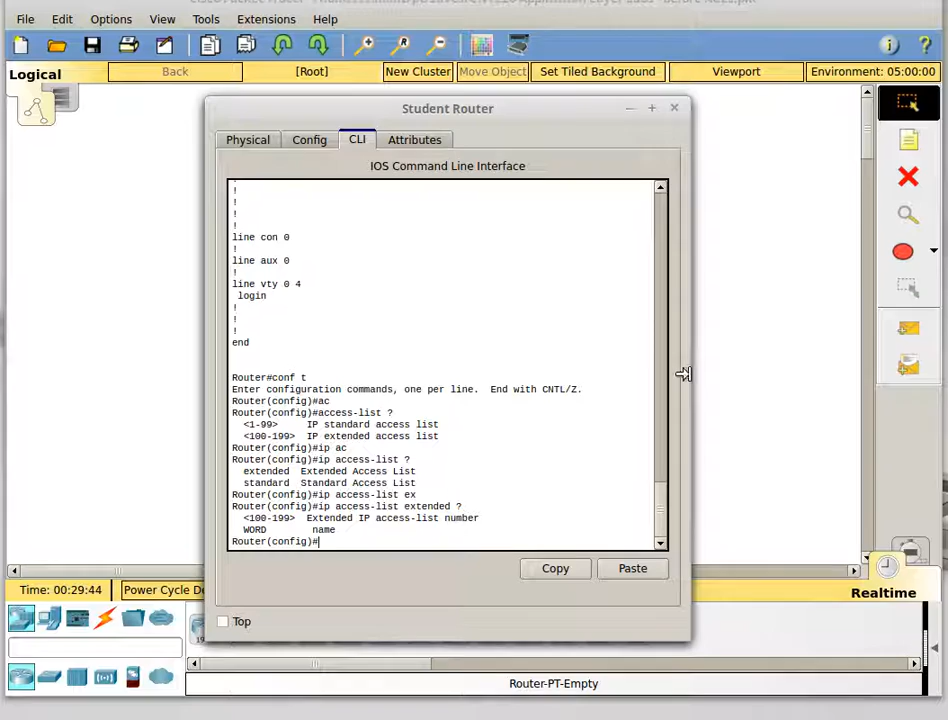 File Edit Options View Tools Extensions Help
Logical Back [Root] New Cluster Move Object Set Tiled Background Viewport Environment: 05:00:00
Student Router
Physical Config CLI Attributes
IOS Command Line Interface
!
!
!
!
line con 0
!
line aux 0
!
line vty 0 4
login
!
!
!
end
Router#conf t
Enter configuration commands, one per line. End with CNTL/Z.
Router(config)#ac
Router(config)#access-list ?
<1-99> IP standard access list
<100-199> IP extended access list
Router(config)#ip ac
Router(config)#ip access-list ?
extended Extended Access List
standard Standard Access List
Router(config)#ip access-list ex
Router(config)#ip access-list extended ?
<100-199> Extended IP access-list number
WORD name
Router(config)#
Copy Paste
Time: 00:29:44 Power Cycle De
Realtime
Top
Router-PT-Empty